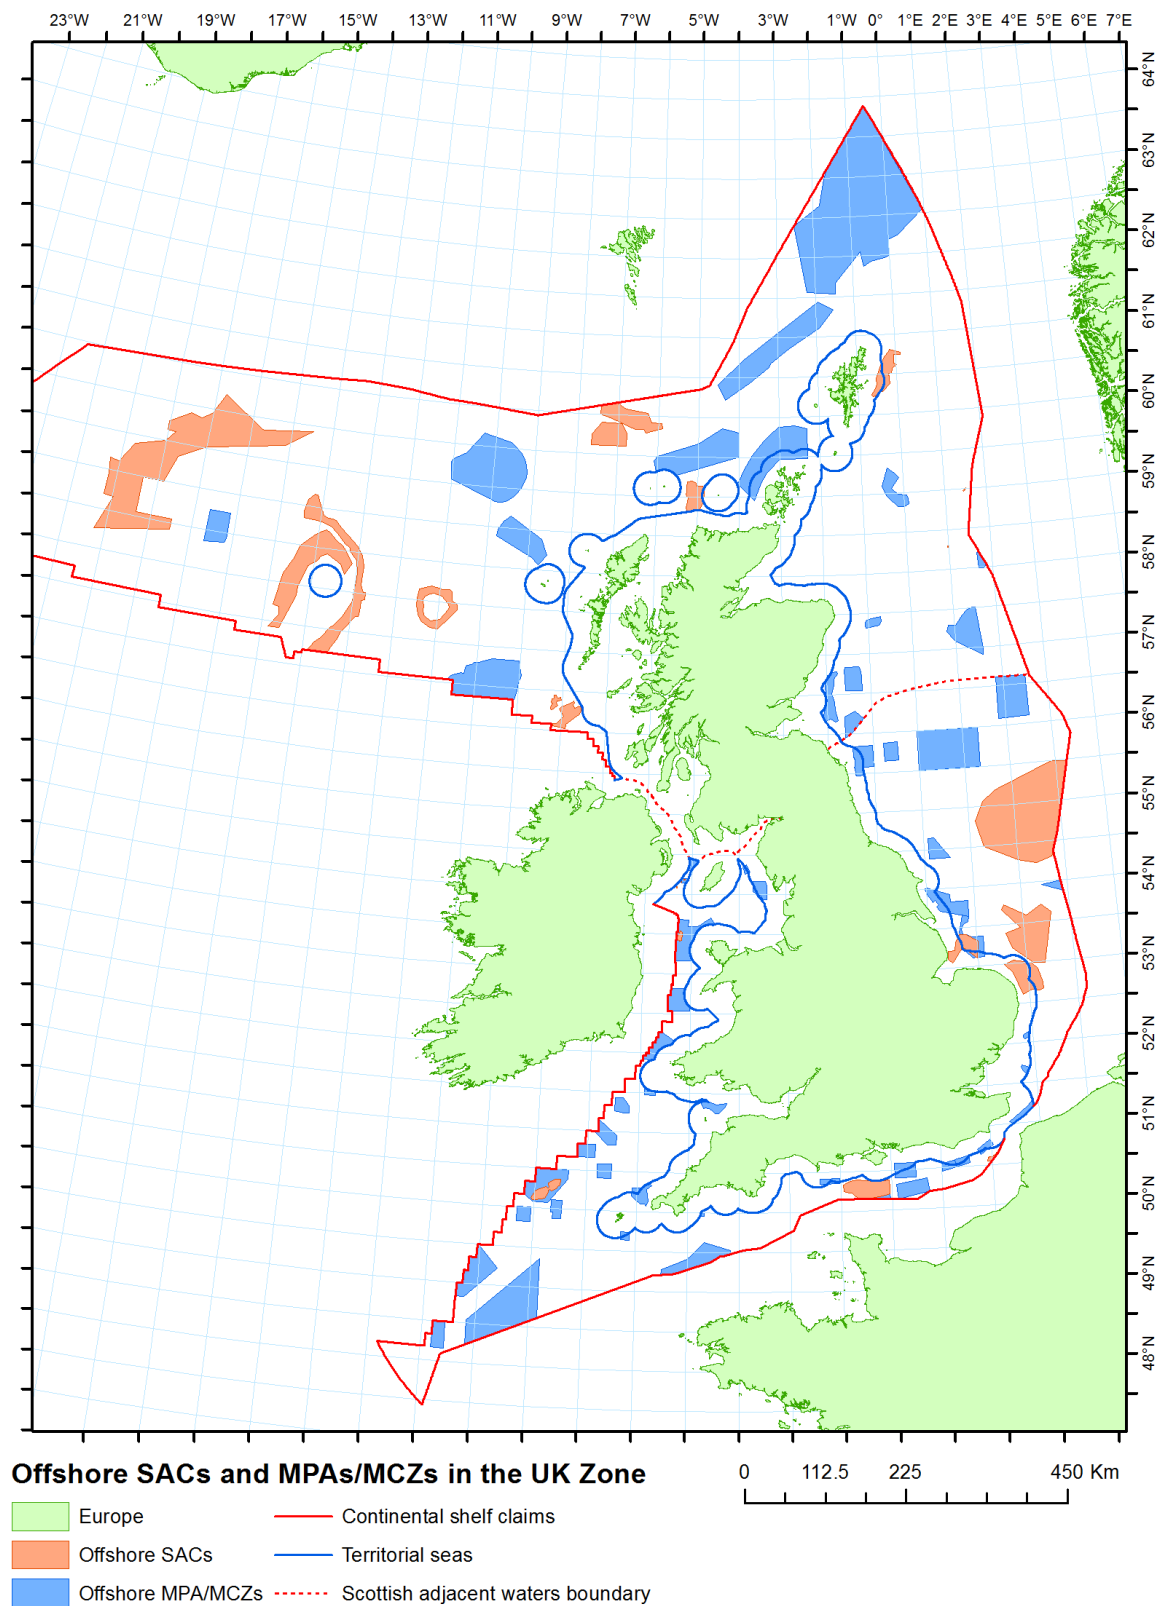 23°W 21°W 19°W 17°W 15°W 13°W 11°W 9°W 7°W 5°W 3°W 1°W 0° 1°E 2°E 3°E 4°E 5°E 6°E 7°E
64°N
63°N
62°N
61°N
60°N
59°N
58°N
57°N
56°N
55°N
54°N
53°N
52°N
51°N
50°N
49°N
48°N
Offshore SACs and MPAs/MCZs in the UK Zone
0 112.5 225 450 Km
Europe
Continental shelf claims
Offshore SACs
Territorial seas
Offshore MPA/MCZs
Scottish adjacent waters boundary